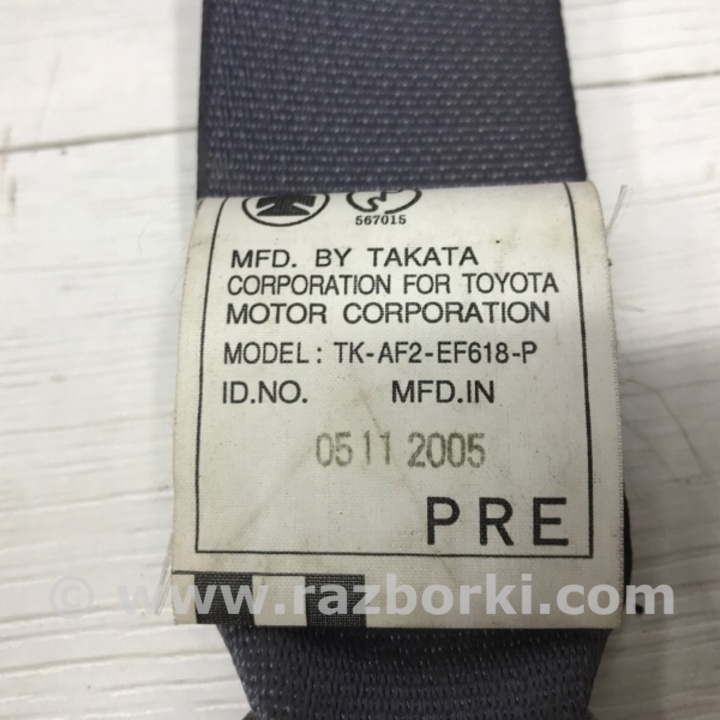 567015
MFD. BY TAKATA
CORPORATION FOR TOYOTA
MOTOR CORPORATION
MODEL: TK-AF2-EF618-P
ID.NO. MFD.IN
05 11 2005
PRE
© www.razborki.com